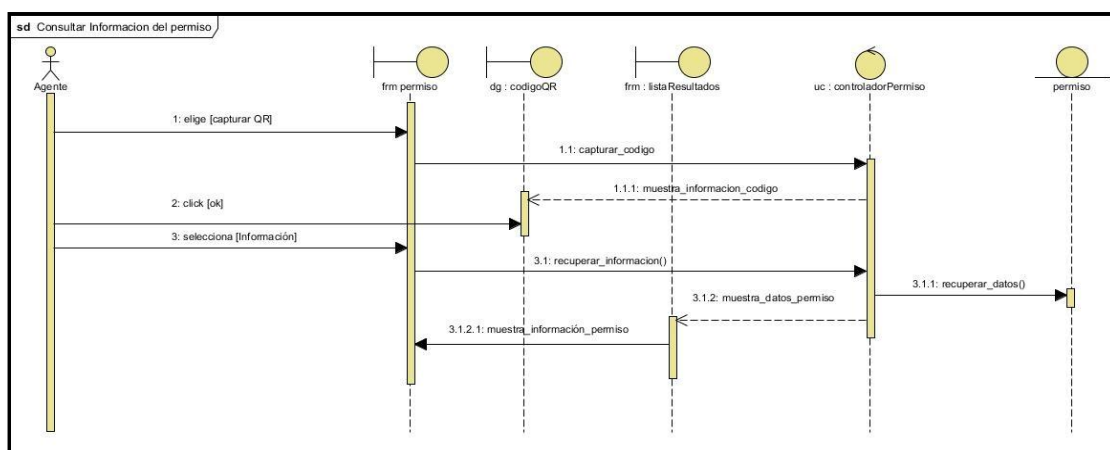 sd Consultar Informacion del permiso
Agente
frm permiso
dg : codigoQR
frm : listaResultados
uc : controladorPermiso
permiso
1: elige [capturar QR]
1.1: capturar_codigo
1.1.1: muestra_informacion_codigo
2: click [ok]
3: selecciona [Información]
3.1: recuperar_informacion()
3.1.1: recuperar_datos()
3.1.2: muestra_datos_permiso
3.1.2.1: muestra_información_permiso